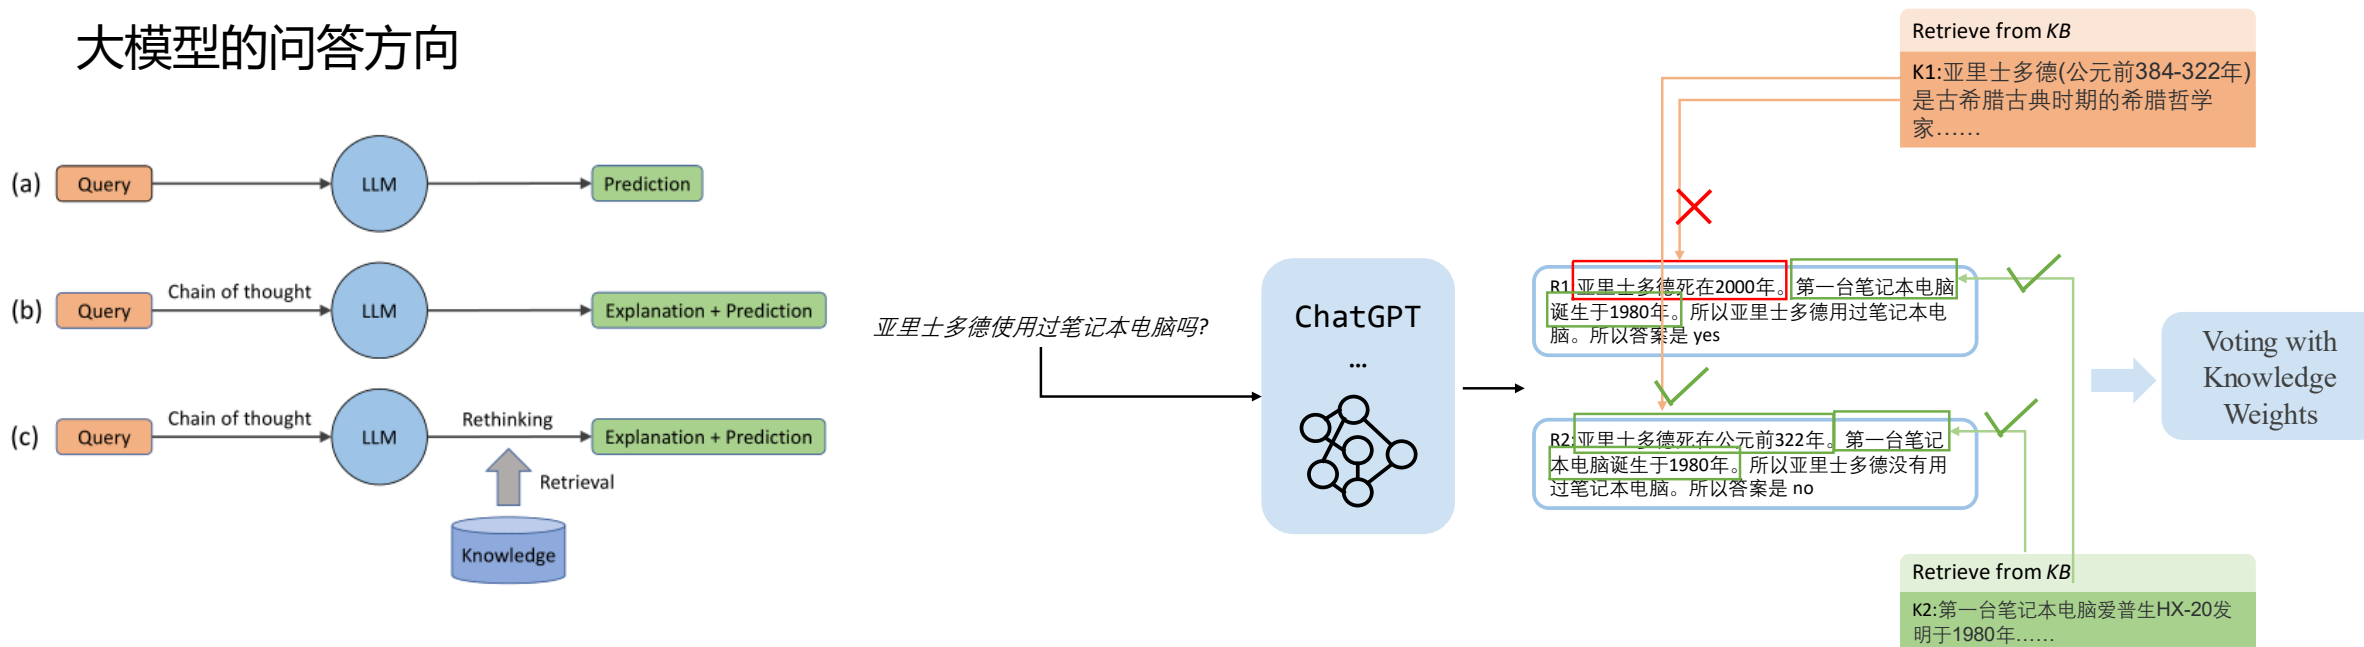 大模型的问答方向
(a)
Query
LLM
Prediction
(b)
Query
Chain of thought
LLM
Explanation + Prediction
(c)
Query
Chain of thought
LLM
Rethinking
Explanation + Prediction
Retrieval
Knowledge
亚里士多德使用过笔记本电脑吗?
ChatGPT
...
Retrieve from KB
K1:亚里士多德(公元前384-322年)
是古希腊古典时期的希腊哲学
家……
R1:亚里士多德死在2000年。第一台笔记本电脑
诞生于1980年。所以亚里士多德用过笔记本电
脑。所以答案是 yes
R2:亚里士多德死在公元前322年。第一台笔记
本电脑诞生于1980年。所以亚里士多德没有用
过笔记本电脑。所以答案是 no
Retrieve from KB
K2:第一台笔记本电脑爱普生HX-20发
明于1980年……
Voting with
Knowledge
Weights